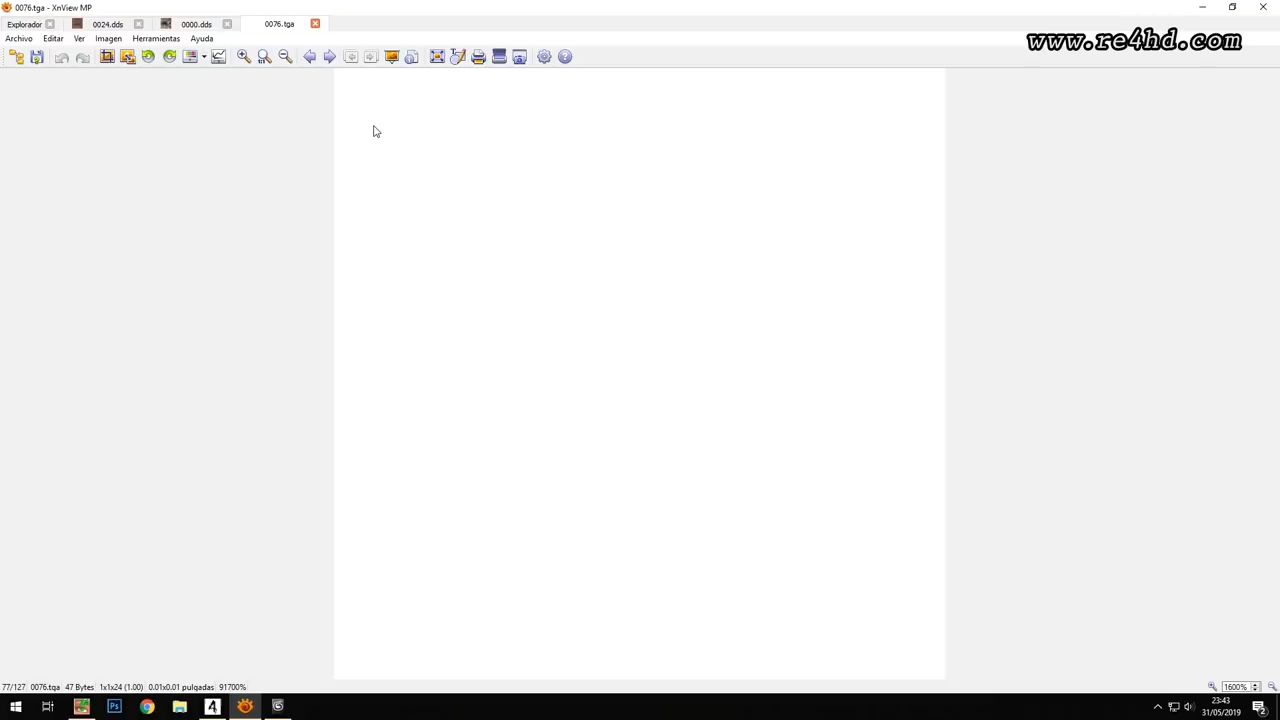 0076.tga - XnView MP
Explorador 0024.dds 0000.dds 0076.tga
Archivo Editar Ver Imagen Herramientas Ayuda
www.re4hd.com
77/127 0076.tga 47 Bytes 1x1x24 (1.00) 0.01x0.01 pulgadas 91700% 1600%
23:43
31/05/2019
2